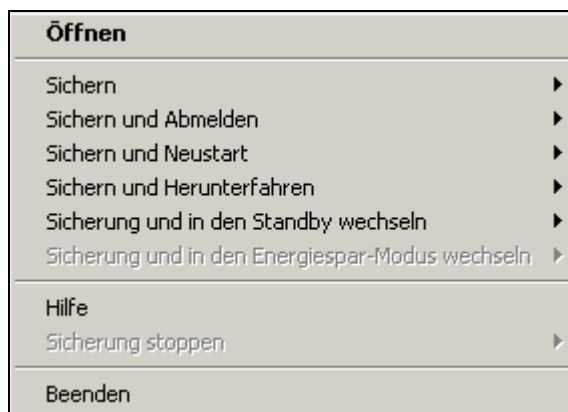 Öffnen
Sichern
Sichern und Abmelden
Sichern und Neustart
Sichern und Herunterfahren
Sicherung und in den Standby wechseln
Sicherung und in den Energiespar-Modus wechseln
Hilfe
Sicherung stoppen
Beenden